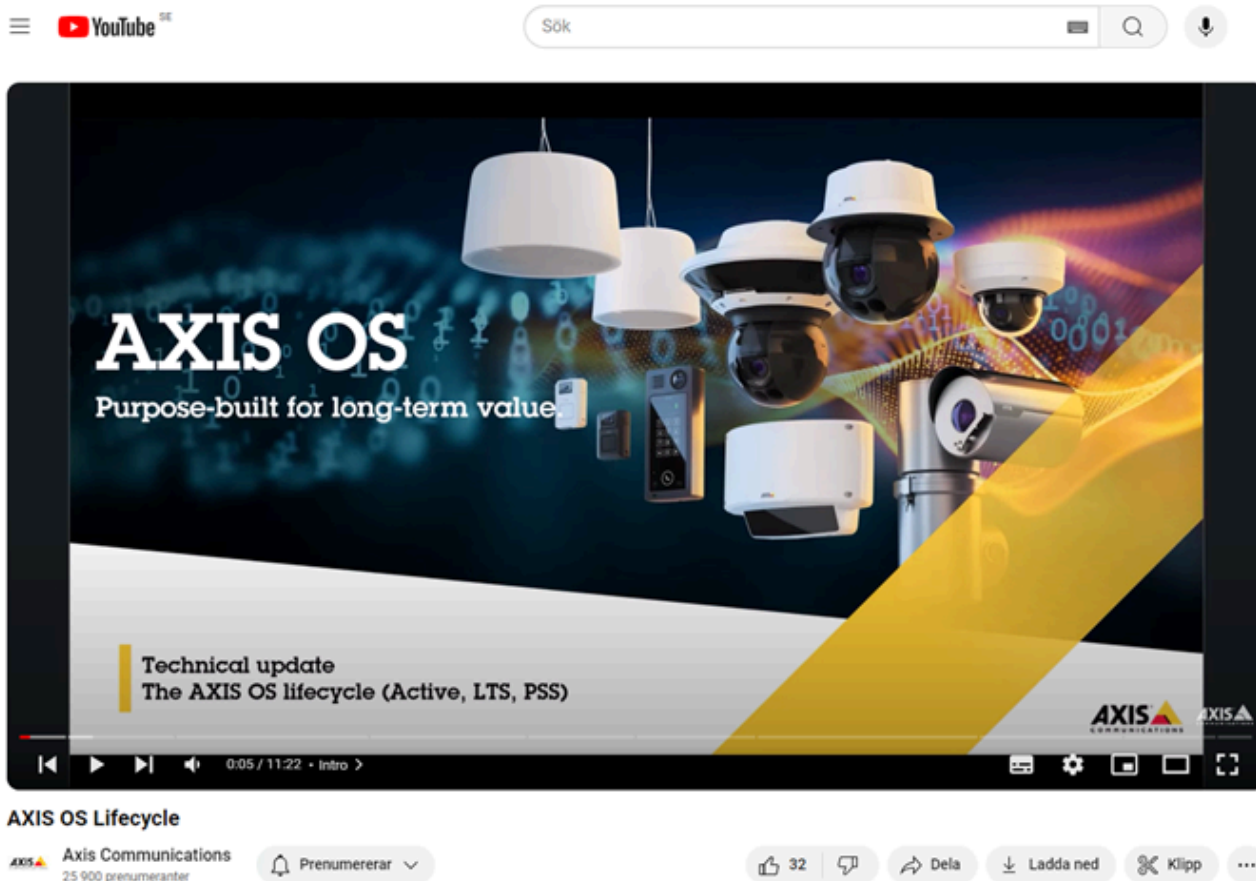 YouTube SE
Sök
AXIS OS
Purpose-built for long-term value.
Technical update
The AXIS OS lifecycle (Active, LTS, PSS)
AXIS
COMMUNICATIONS
AXIS
0:05 / 11:22 • Intro >
AXIS OS Lifecycle
AXIS
Axis Communications
25 900 prenumeranter
Prenumererar
32
Dela
Ladda ned
Klipp